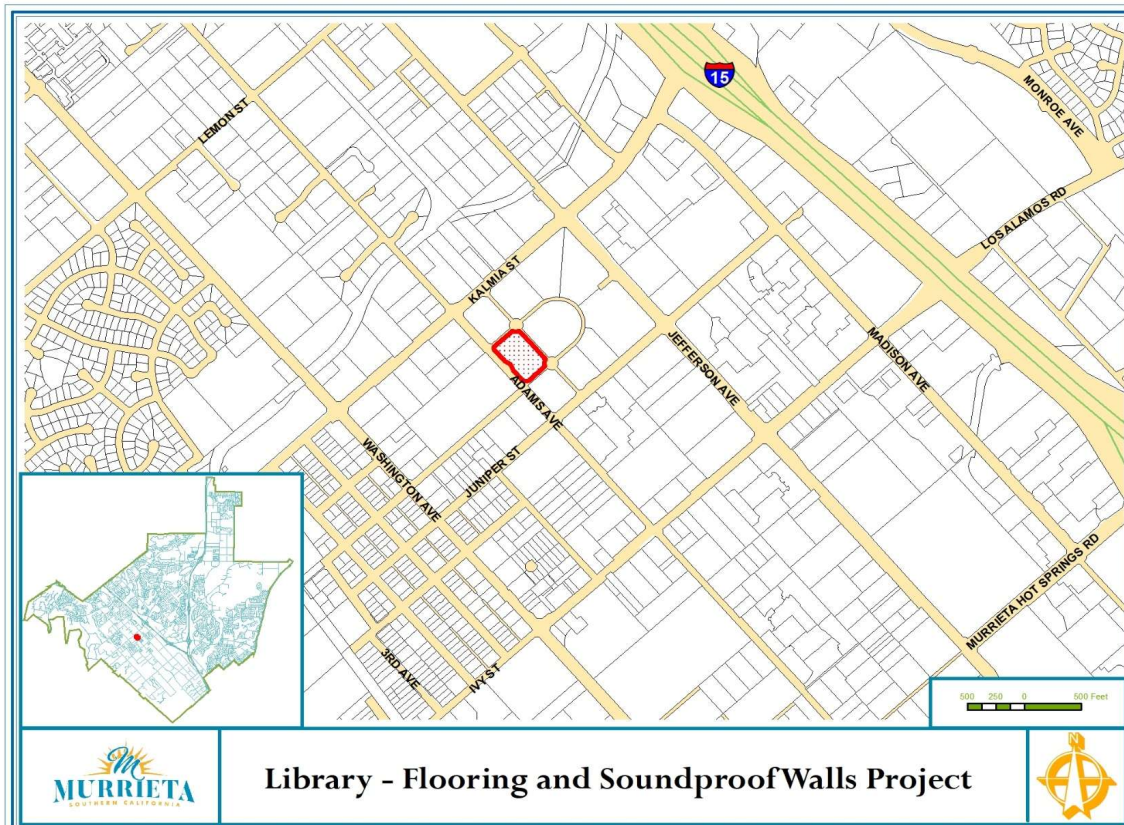 15
MONROE AVE
LEMON ST
LOS ALAMOS RD
KALMIA ST
JEFFERSON AVE
MADISON AVE
ADAMS AVE
WASHINGTON AVE
JUNIPER ST
MURRIETA HOT SPRINGS RD
3RD AVE
IVY ST
500 250 0 500 Feet
M
MURRIETA
SOUTHERN CALIFORNIA
Library - Flooring and Soundproof Walls Project
N